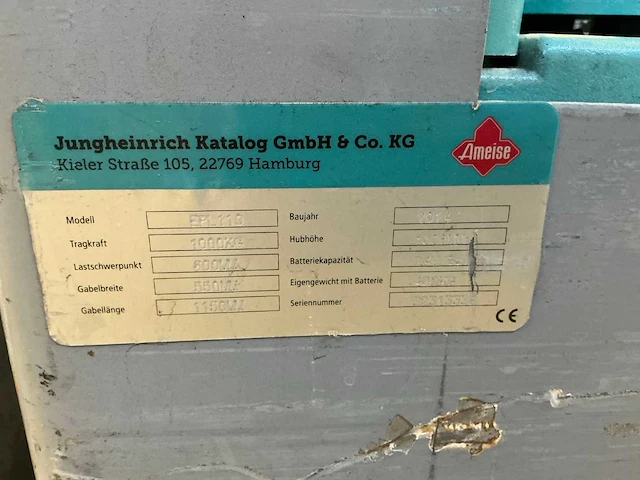 Jungheinrich Katalog GmbH & Co. KG
Kieler Straße 105, 22769 Hamburg
Ameise
Modell
Tragkraft 1000KG
Lastschwerpunkt 600MM
Gabelbreite 550MM
Gabellänge 1150MM
Baujahr
Hubhöhe
Batteriekapazität
Eigengewicht mit Batterie
Seriennummer
CE